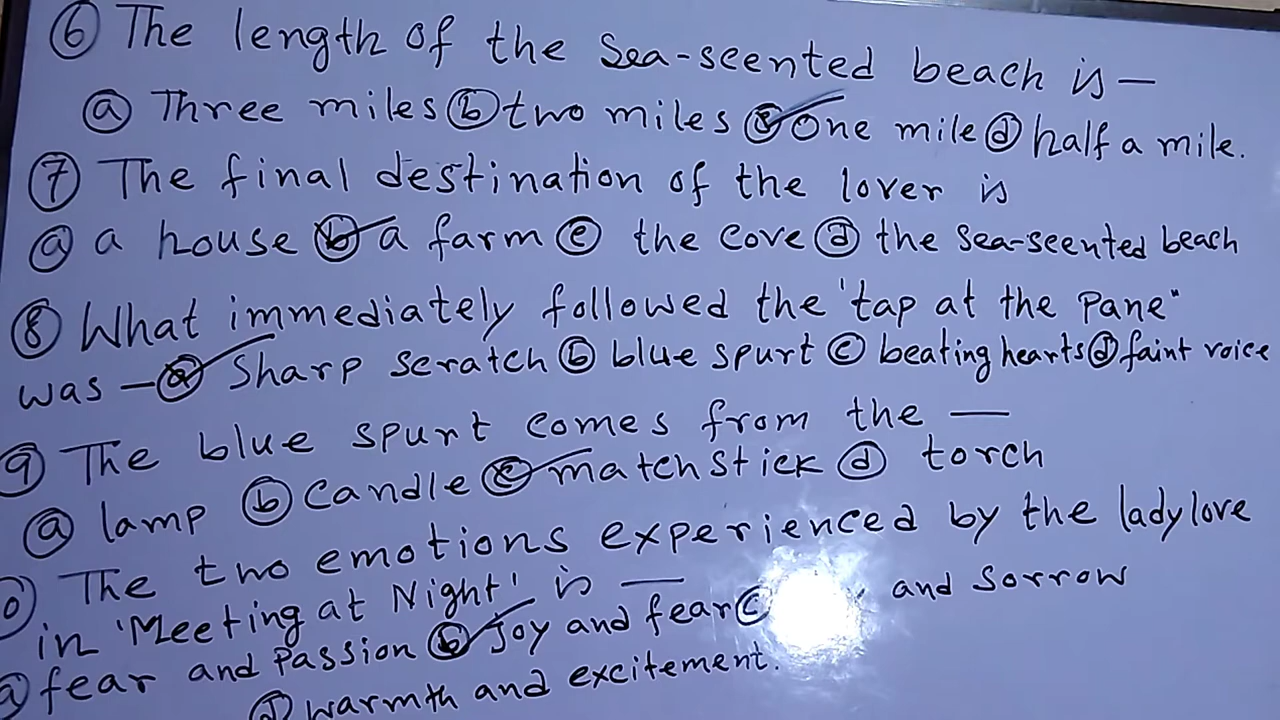 ⑥ The length of the sea-scented beach is —
ⓐ Three miles ⓑ two miles ⓒ One mile ⓓ half a mile.
⑦ The final destination of the lover is
ⓐ a house ⓑ a farm ⓒ the cove ⓓ the sea-scented beach
⑧ What immediately followed the 'tap at the pane"
was — ⓐ Sharp scratch ⓑ blue spurt ⓒ beating hearts ⓓ faint voice
9 The blue spurt comes from the —
ⓐ lamp ⓑ Candle ⓒ matchstick ⓓ torch
0 The two emotions experienced by the ladylove
in 'Meeting at Night' is —
ⓐ fear and passion ⓑ Joy and fear ⓒ and sorrow
ⓓ warmth and excitement.